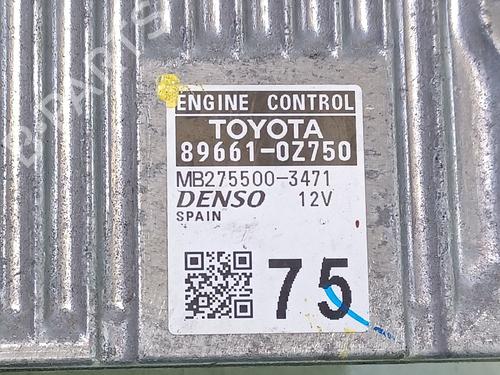 ENGINE CONTROL
TOYOTA
89661-0Z750
MB275500-3471
DENSO 12V
SPAIN
75